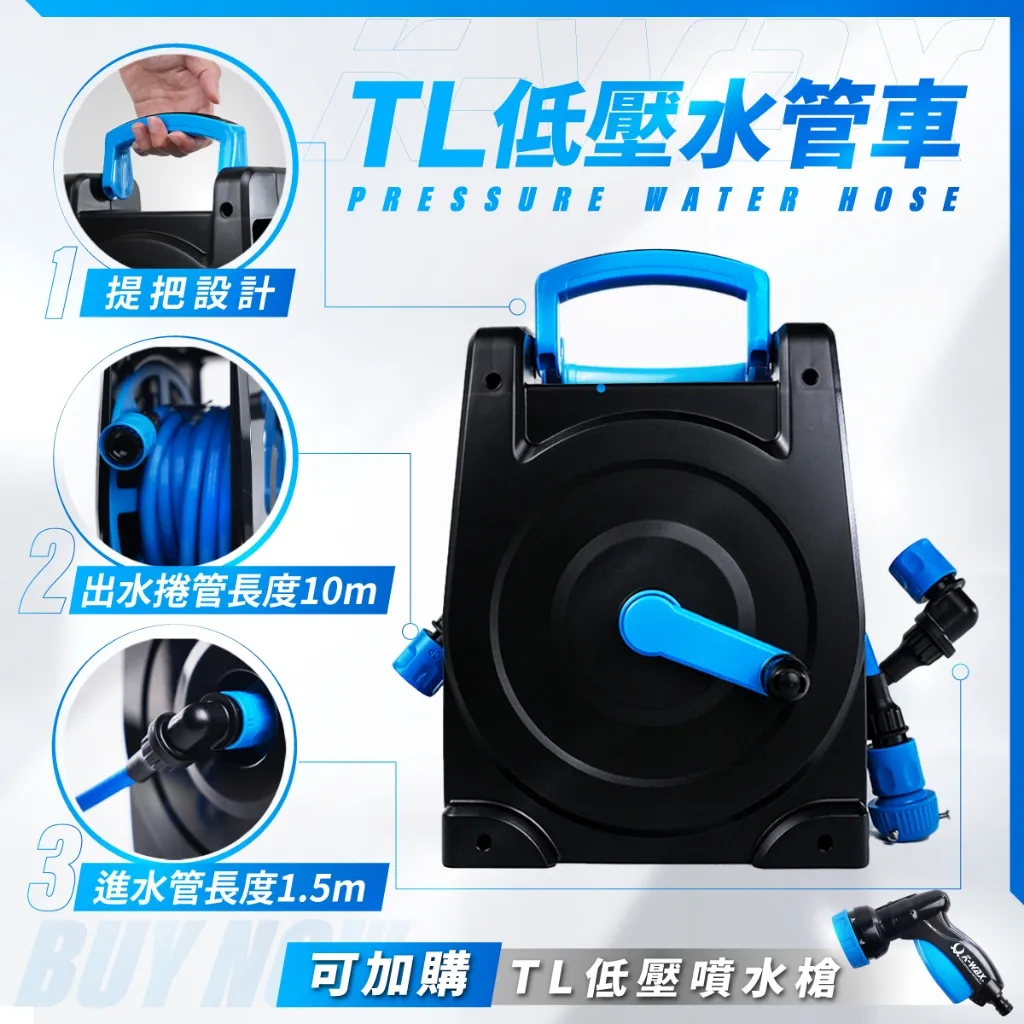 K-WAX
TL低壓水管車
PRESSURE WATER HOSE
1 提把設計
2 出水捲管長度10m
3 進水管長度1.5m
BUY NOW
可加購 TL低壓噴水槍
K-WAX